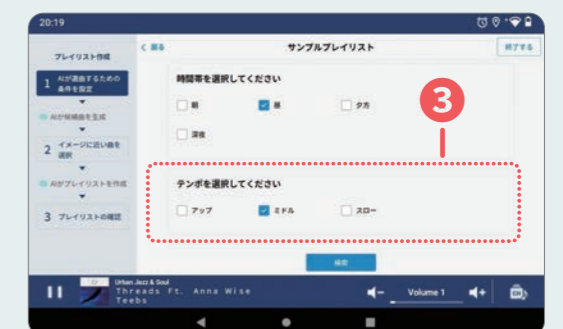 20:19
プレイリスト作成
< 戻る
サンプルプレイリスト
終了する
1 AIが選曲するための
条件を設定
AIが候補曲を生成
2 イメージに近い曲を
選択
AIがプレイリストを作成
3 プレイリストの確認
時間帯を選択してください
朝
昼
夕方
深夜
3
テンポを選択してください
アップ
ミドル
スロー
検索
Urban Jazz & Soul
Threads Ft. Anna Wise
Teebs
Volume 1